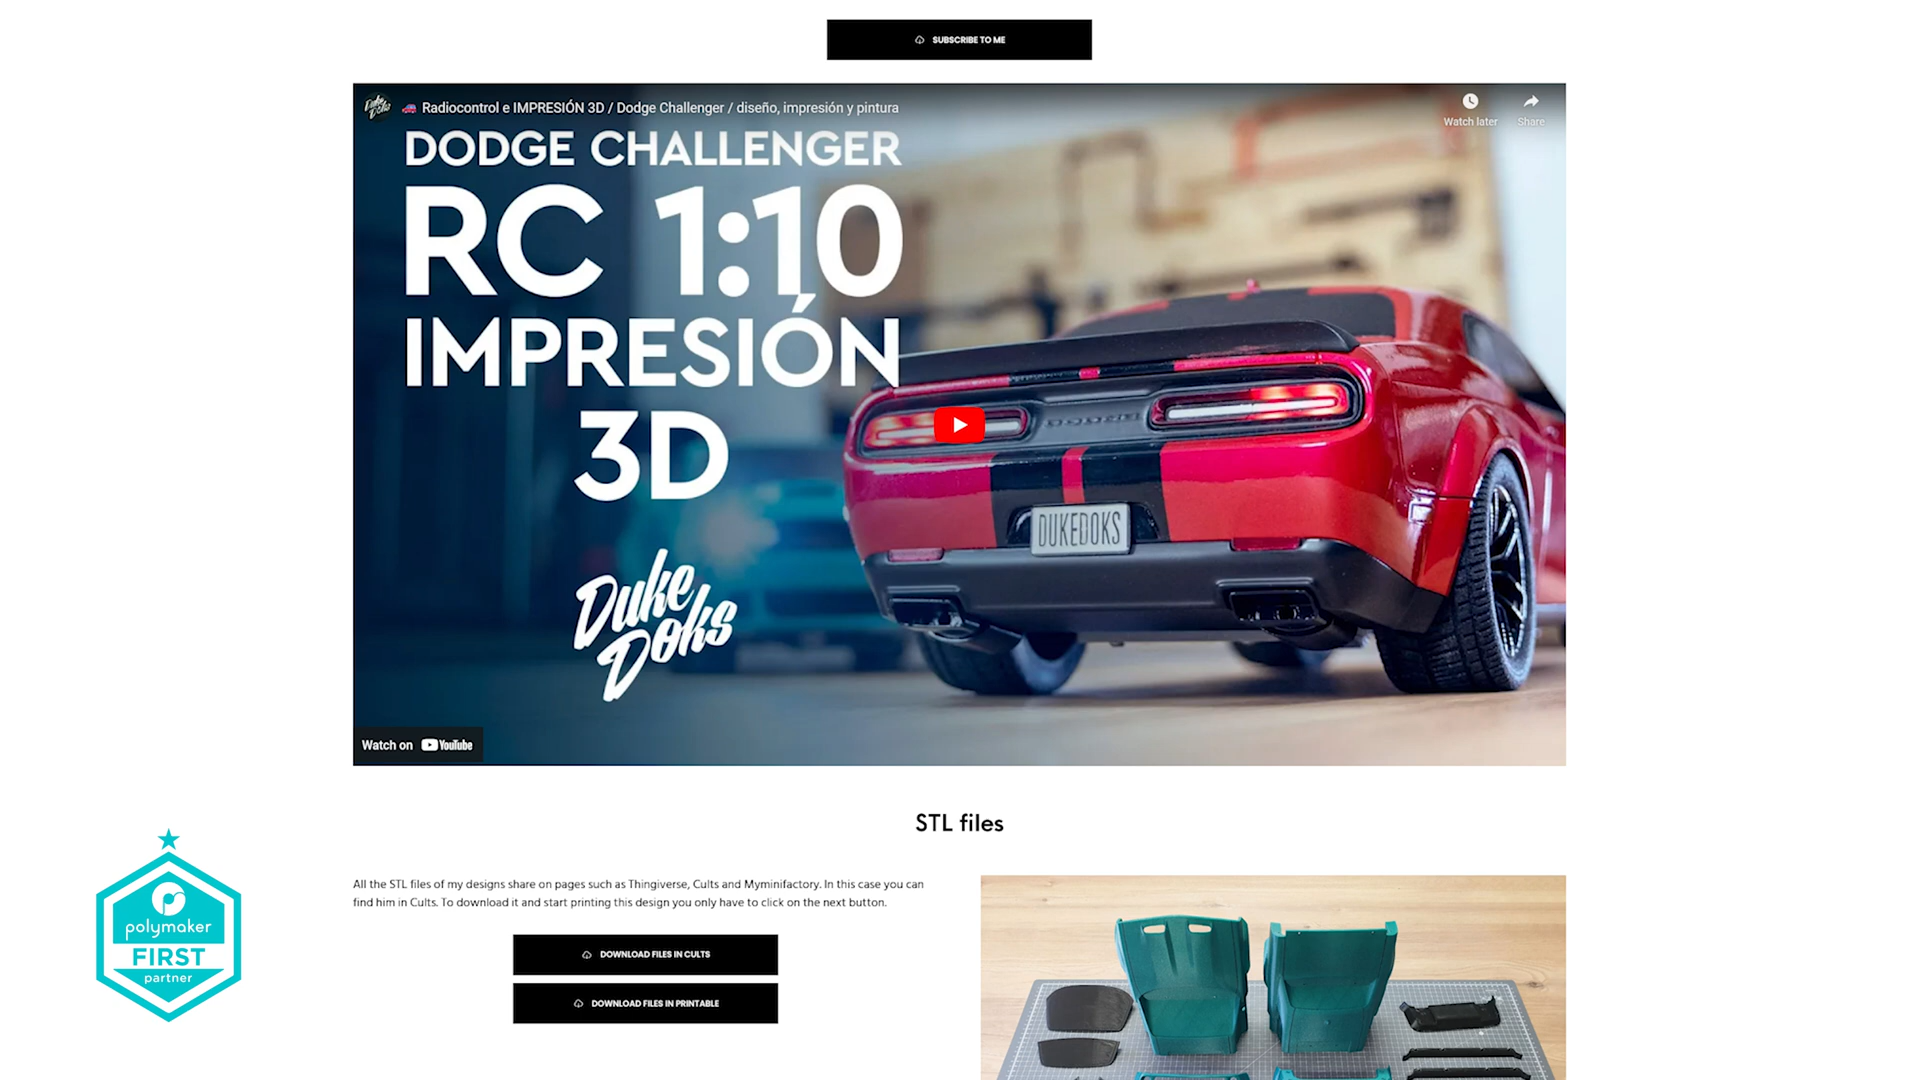 SUBSCRIBE TO ME
Duke Doks
Radiocontrol e IMPRESIÓN 3D / Dodge Challenger / diseño, impresión y pintura
Watch later
Share
DODGE CHALLENGER
RC 1:10
IMPRESIÓN
3D
DODGE
DUKEDOKS
Duke
Doks
Watch on YouTube
STL files
All the STL files of my designs share on pages such as Thingiverse, Cults and Myminifactory. In this case you can
find him in Cults. To download it and start printing this design you only have to click on the next button.
DOWNLOAD FILES IN CULTS
DOWNLOAD FILES IN PRINTABLE
polymaker
FIRST
partner